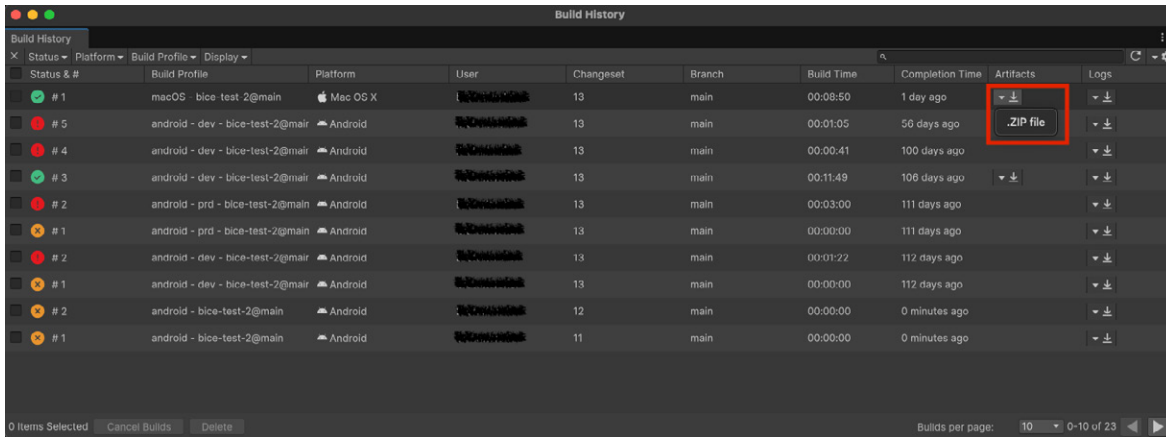 Build History
Build History
Status Platform Build Profile Display
Status & # Build Profile Platform User Changeset Branch Build Time Completion Time Artifacts Logs
# 1 macOS - bice-test-2@main Mac OS X 13 main 00:08:50 1 day ago
# 5 android - dev - bice-test-2@mair Android 13 main 00:01:05 56 days ago .ZIP file
# 4 android - dev - bice-test-2@mair Android 13 main 00:00:41 100 days ago
# 3 android - dev - bice-test-2@mair Android 13 main 00:11:49 106 days ago
# 2 android - prd - bice-test-2@main Android 13 main 00:03:00 111 days ago
# 1 android - prd - bice-test-2@main Android 13 main 00:00:00 111 days ago
# 2 android - dev - bice-test-2@mair Android 13 main 00:01:22 112 days ago
# 1 android - dev - bice-test-2@mair Android 13 main 00:00:00 112 days ago
# 2 android - bice-test-2@main Android 12 main 00:00:00 0 minutes ago
# 1 android - bice-test-2@main Android 11 main 00:00:00 0 minutes ago
0 Items Selected Cancel Builds Delete Builds per page: 10 0-10 of 23